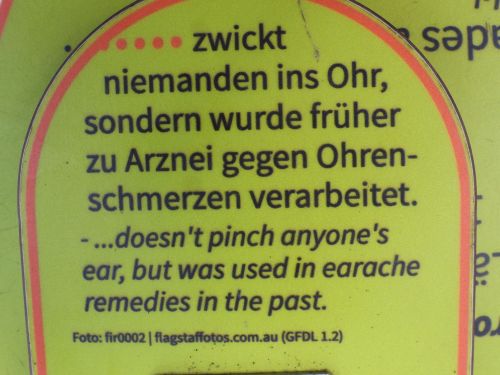 ...... zwickt
niemanden ins Ohr,
sondern wurde früher
zu Arznei gegen Ohren-
schmerzen verarbeitet.
- ...doesn't pinch anyone's
ear, but was used in earache
remedies in the past.
Foto: fir0002 | flagstaffotos.com.au (GFDL 1.2)